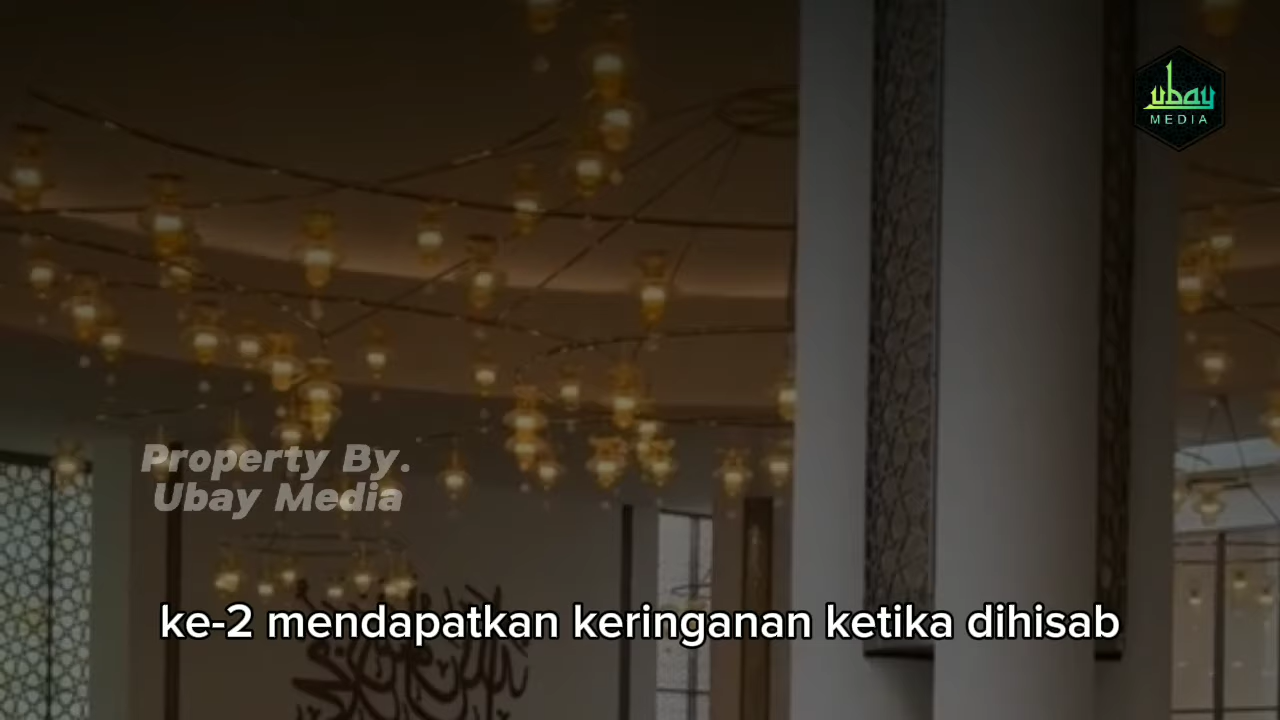 ubay
MEDIA
Property By.
Ubay Media
ke-2 mendapatkan keringanan ketika dihisab